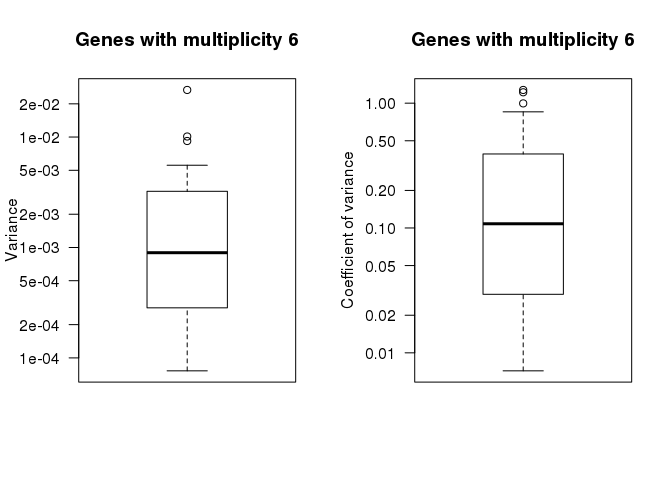 Genes with multiplicity 6
Variance
2e-02
1e-02
5e-03
2e-03
1e-03
5e-04
2e-04
1e-04
Genes with multiplicity 6
Coefficient of variance
1.00
0.50
0.20
0.10
0.05
0.02
0.01